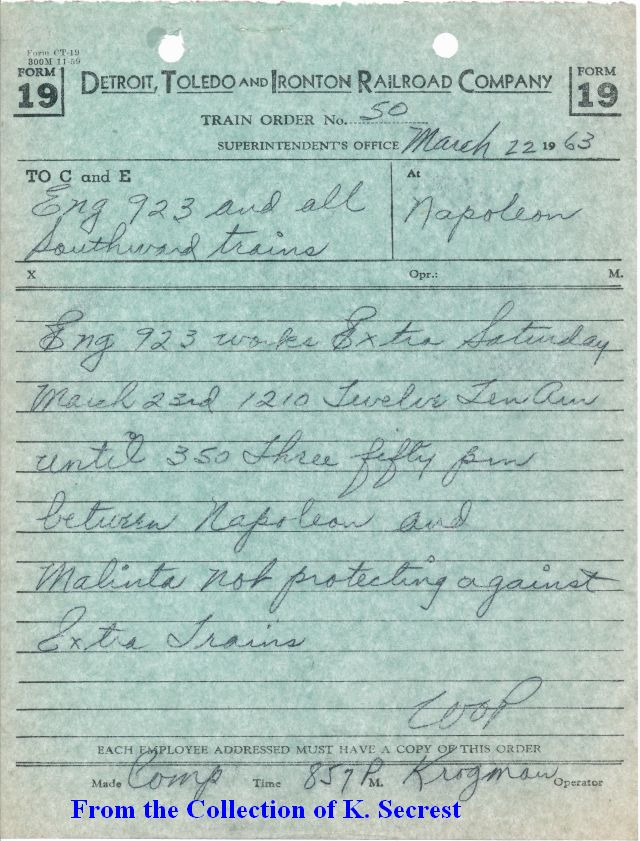 Form CT-19
300M 11-59
FORM 19
DETROIT, TOLEDO AND IRONTON RAILROAD COMPANY
FORM 19
TRAIN ORDER No. 50
SUPERINTENDENT'S OFFICE March 22 1963
TO C and E
At
Eng 923 and all
Napoleon
Southward trains
X Opr.: M.
Eng 923 works Extra Saturday
March 23rd 1210 Twelve Ten Am
until 350 Three fifty pm
between Napoleon and
Malinta not protecting against
Extra Trains
EACH EMPLOYEE ADDRESSED MUST HAVE A COPY OF THIS ORDER
Made Comp Time 857 P. M. Krogman Operator
From the Collection of K. Secrest